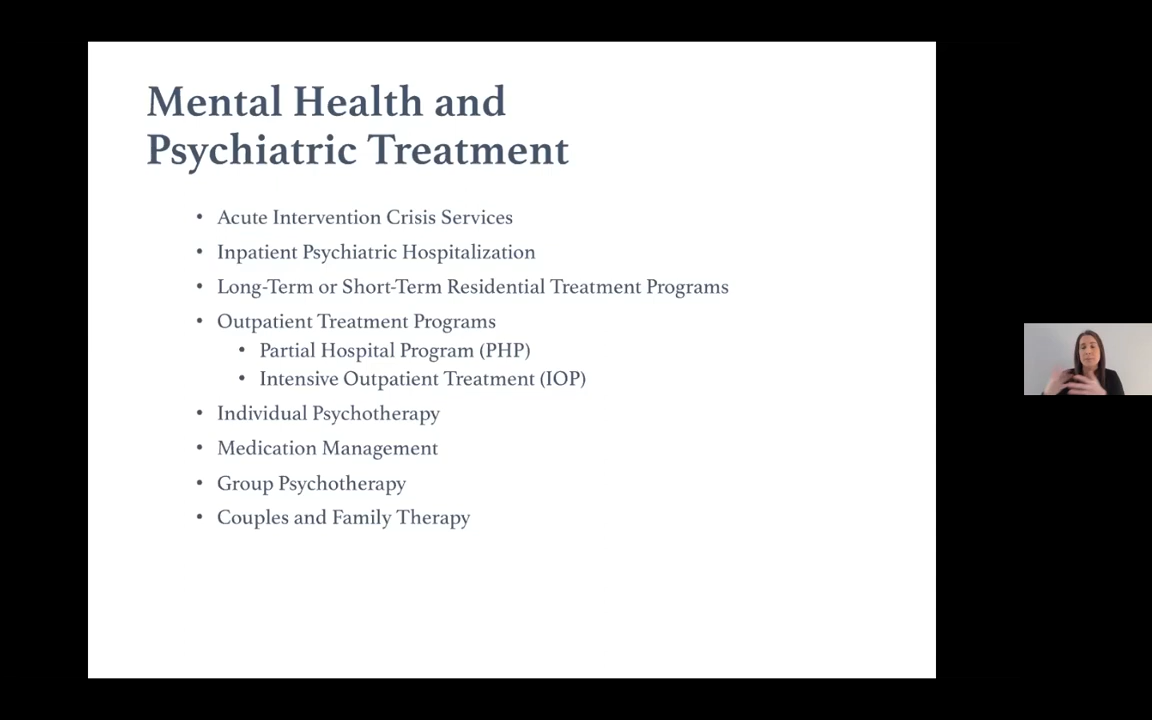 Mental Health and
Psychiatric Treatment
• Acute Intervention Crisis Services
• Inpatient Psychiatric Hospitalization
• Long-Term or Short-Term Residential Treatment Programs
• Outpatient Treatment Programs
• Partial Hospital Program (PHP)
• Intensive Outpatient Treatment (IOP)
• Individual Psychotherapy
• Medication Management
• Group Psychotherapy
• Couples and Family Therapy